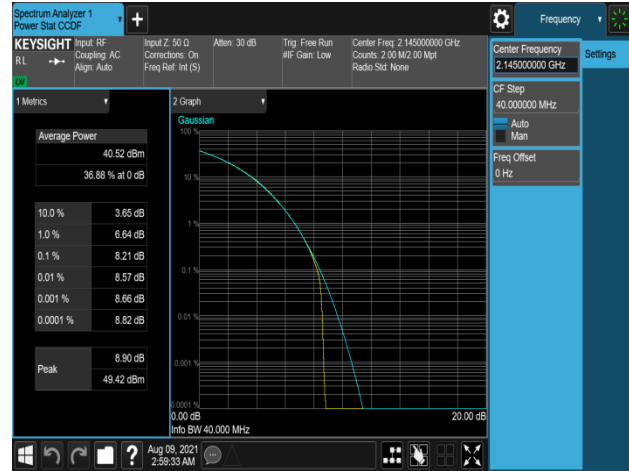 Spectrum Analyzer 1
Power Stat CCDF
+
Frequency
KEYSIGHT
RL
LW
Input: RF
Coupling: AC
Align: Auto
Input Z: 50 Ω
Corrections: On
Freq Ref: Int (S)
Atten: 30 dB
Trig: Free Run
#IF Gain: Low
Center Freq: 2.145000000 GHz
Counts: 2.00 M/2.00 Mpt
Radio Std: None
Center Frequency
2.145000000 GHz
Settings
CF Step
40.000000 MHz
Auto
Man
Freq Offset
0 Hz
1 Metrics
Average Power
40.52 dBm
36.88 % at 0 dB
10.0 % 3.65 dB
1.0 % 6.64 dB
0.1 % 8.21 dB
0.01 % 8.57 dB
0.001 % 8.66 dB
0.0001 % 8.82 dB
Peak
8.90 dB
49.42 dBm
2 Graph
Gaussian
100 %
10 %
1 %
0.1 %
0.01 %
0.001 %
0.0001 %
0.00 dB
20.00 dB
Info BW 40.000 MHz
?
Aug 09, 2021
2:59:33 AM